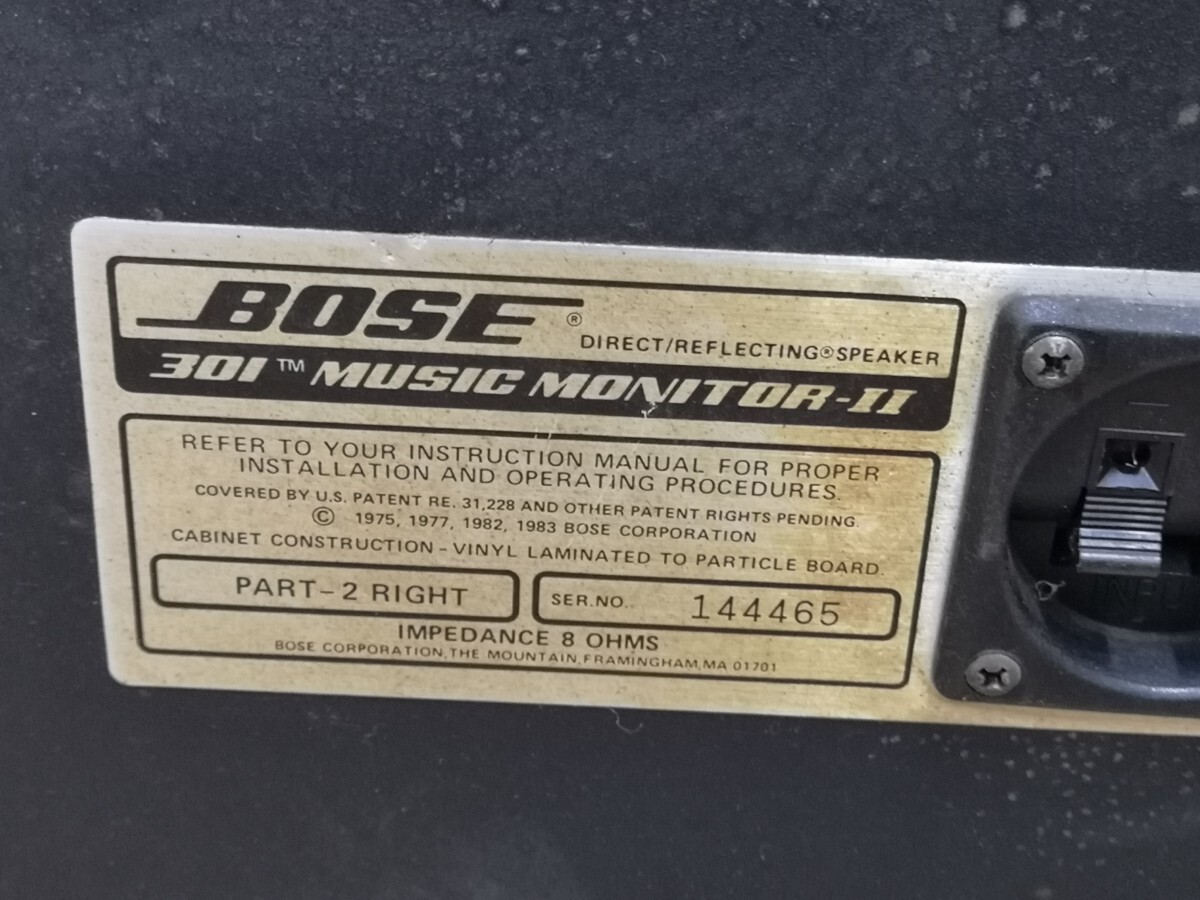 BOSE®
DIRECT/REFLECTING®SPEAKER
301™ MUSIC MONITOR-II
REFER TO YOUR INSTRUCTION MANUAL FOR PROPER
INSTALLATION AND OPERATING PROCEDURES.
COVERED BY U.S. PATENT RE. 31,228 AND OTHER PATENT RIGHTS PENDING.
© 1975, 1977, 1982, 1983 BOSE CORPORATION
CABINET CONSTRUCTION - VINYL LAMINATED TO PARTICLE BOARD.
PART-2 RIGHT
SER.NO. 144465
IMPEDANCE 8 OHMS
BOSE CORPORATION, THE MOUNTAIN, FRAMINGHAM, MA 01701